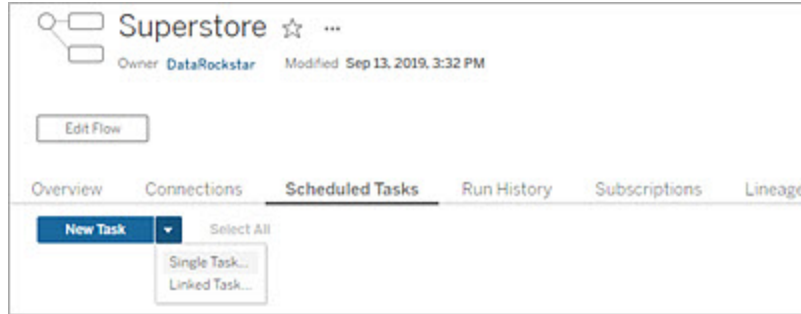 Superstore ☆ ...
Owner DataRockstar Modified Sep 13, 2019, 3:32 PM
Edit Flow
Overview Connections Scheduled Tasks Run History Subscriptions Lineage
New Task Select All
Single Task...
Linked Task...